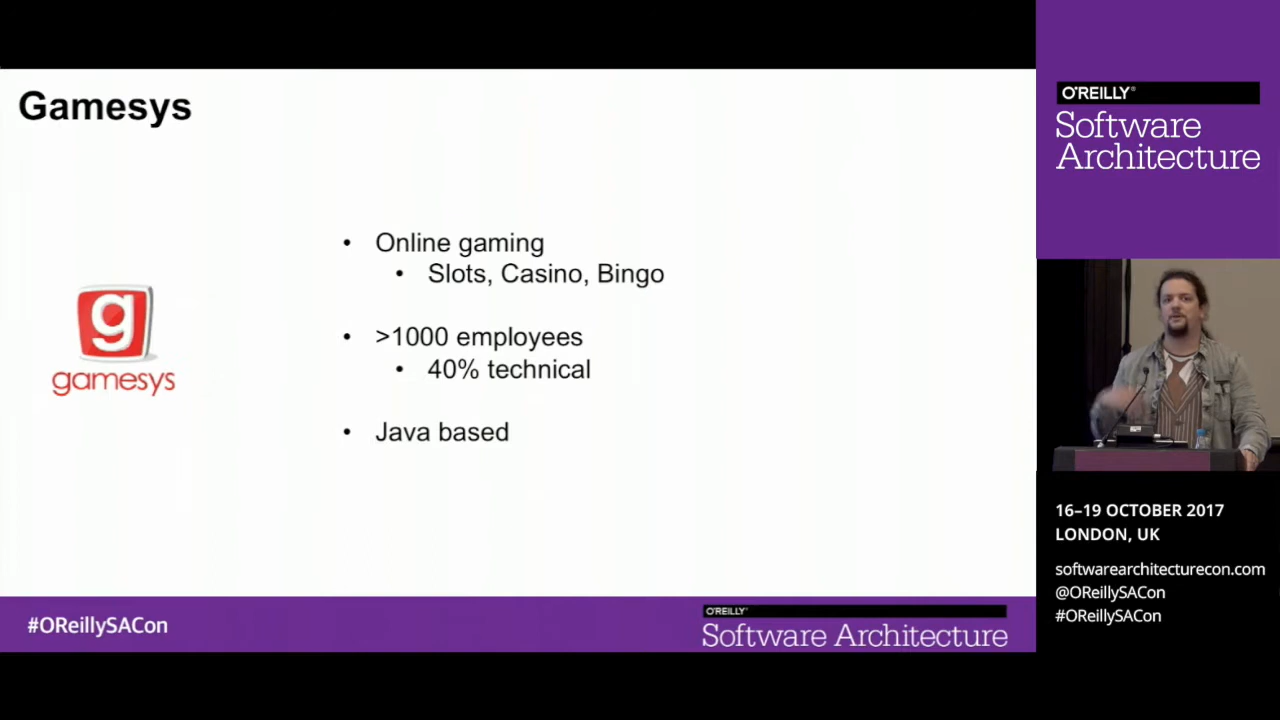 Gamesys
• Online gaming
• Slots, Casino, Bingo
• >1000 employees
• 40% technical
• Java based
g
gamesys
#OReillySACon
O'REILLY®
Software Architecture
O'REILLY®
Software
Architecture
16–19 OCTOBER 2017
LONDON, UK
softwarearchitecturecon.com
@OReillySACon
#OReillySACon